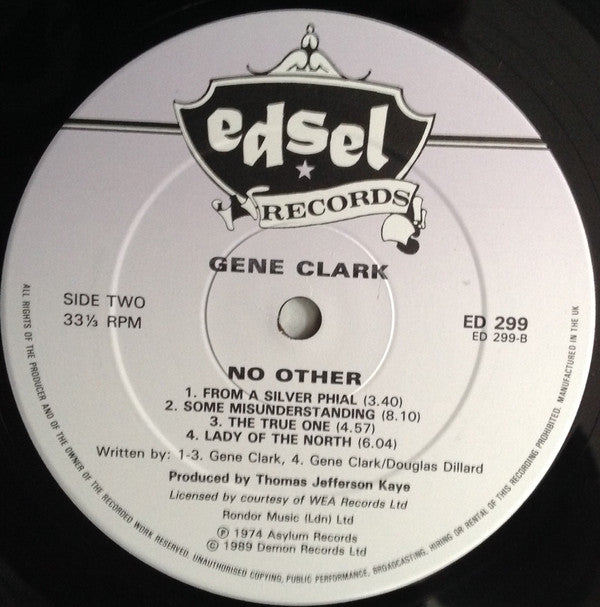 edsel
RECORDS
GENE CLARK
SIDE TWO
33⅓ RPM
ED 299
ED 299-B
NO OTHER
1. FROM A SILVER PHIAL (3.40)
2. SOME MISUNDERSTANDING (8.10)
3. THE TRUE ONE (4.57)
4. LADY OF THE NORTH (6.04)
Written by: 1-3. Gene Clark, 4. Gene Clark/Douglas Dillard
Produced by Thomas Jefferson Kaye
Licensed by courtesy of WEA Records Ltd
Rondor Music (Ldn) Ltd
℗ 1974 Asylum Records
© 1989 Demon Records Ltd
ALL RIGHTS OF THE PRODUCER AND OF THE OWNER OF THE RECORDED WORK RESERVED. UNAUTHORISED COPYING, PUBLIC PERFORMANCE, BROADCASTING, HIRING OR RENTAL OF THIS RECORDING PROHIBITED. MANUFACTURED IN THE UK